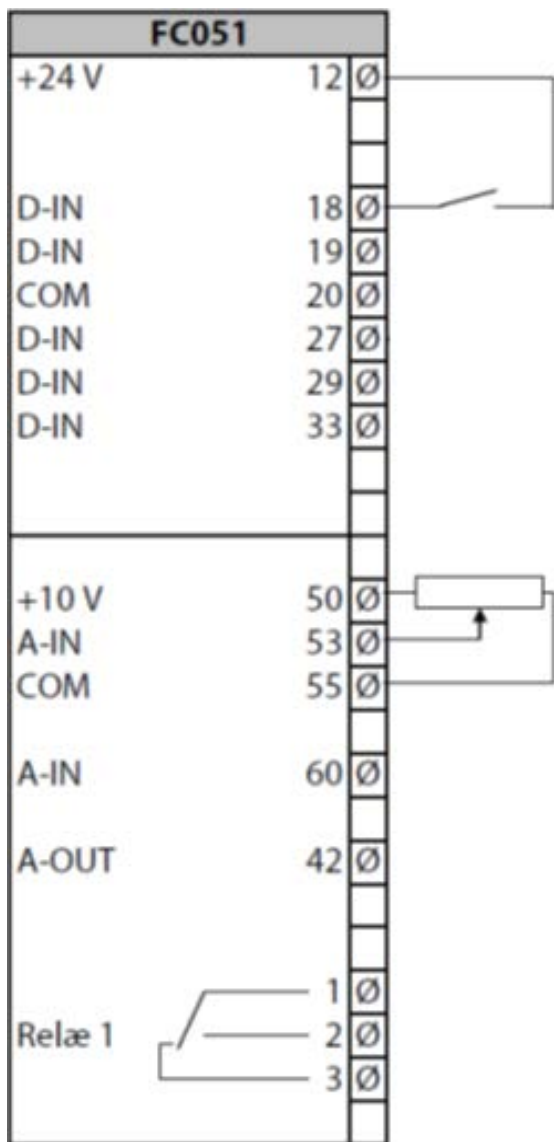 FC051
+24 V 12 Ø
D-IN 18 Ø
D-IN 19 Ø
COM 20 Ø
D-IN 27 Ø
D-IN 29 Ø
D-IN 33 Ø
+10 V 50 Ø
A-IN 53 Ø
COM 55 Ø
A-IN 60 Ø
A-OUT 42 Ø
1 Ø
Relæ 1 2 Ø
3 Ø